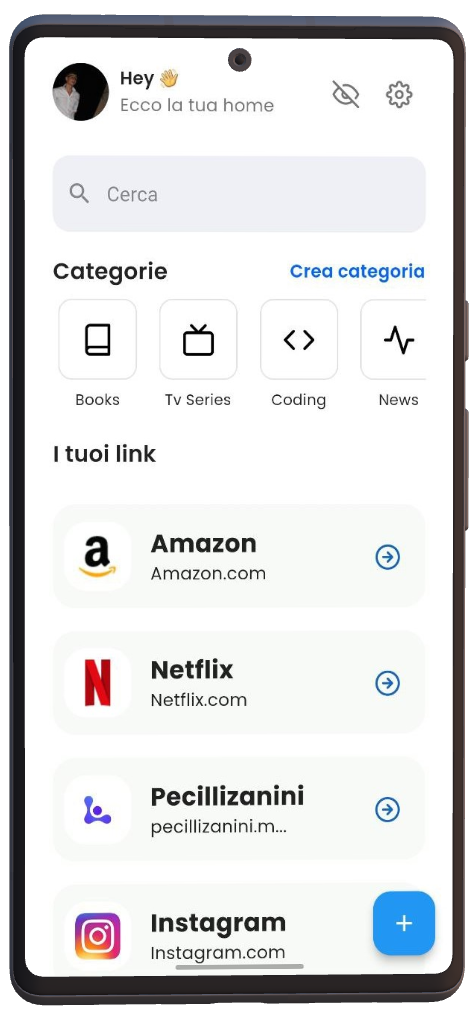 Hey 👋
Ecco la tua home
Cerca
Categorie
Crea categoria
Books
Tv Series
Coding
News
I tuoi link
Amazon
Amazon.com
Netflix
Netflix.com
Pecillizanini
pecillizanini.m...
Instagram
Instagram.com